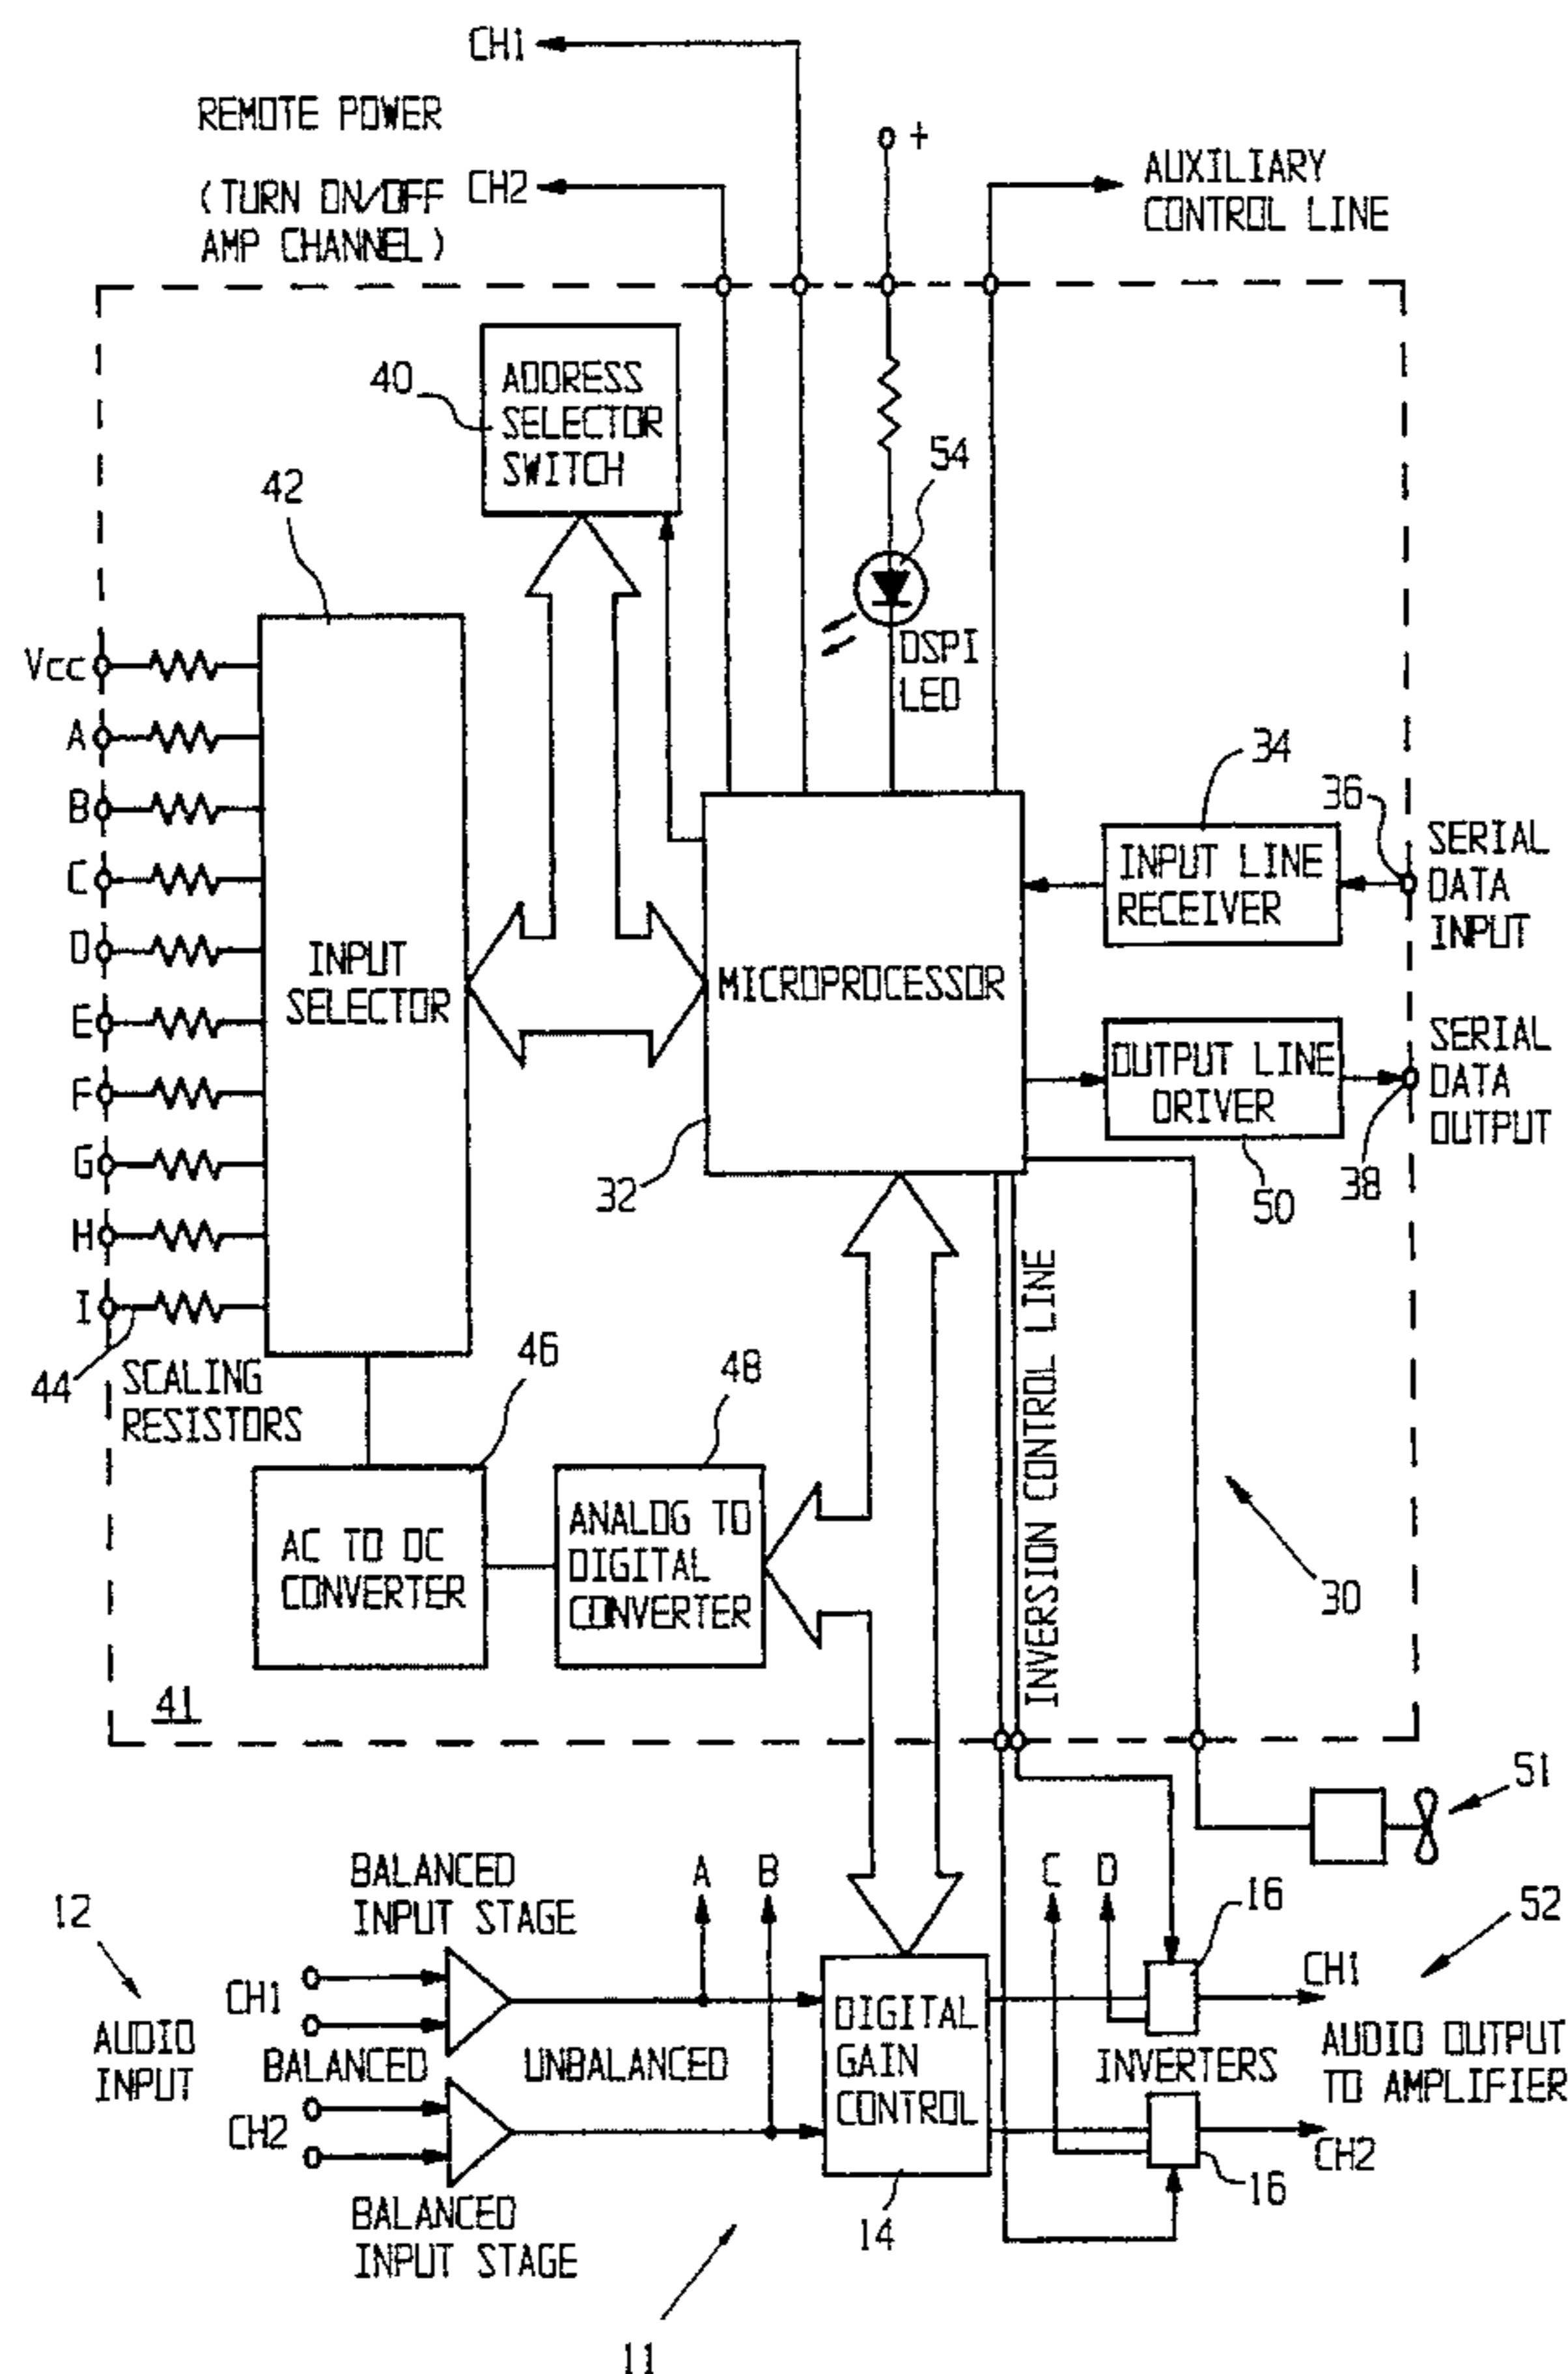 CH1
REMOTE POWER
(TURN ON/OFF
AMP CHANNEL)
CH2
+
AUXILIARY
CONTROL LINE
40
ADDRESS
SELECTOR
SWITCH
54
42
DSPI
LED
Vcc
A
B
C
D
E
F
G
H
I
INPUT
SELECTOR
MICROPROCESSOR
32
34
INPUT LINE
RECEIVER
36
SERIAL
DATA
INPUT
OUTPUT LINE
DRIVER
50
38
SERIAL
DATA
OUTPUT
44
SCALING
RESISTORS
46
AC TO DC
CONVERTER
48
ANALOG TO
DIGITAL
CONVERTER
INVERSION CONTROL LINE
30
41
51
12
AUDIO
INPUT
BALANCED
INPUT STAGE
CH1
BALANCED
UNBALANCED
CH2
BALANCED
INPUT STAGE
A
B
DIGITAL
GAIN
CONTROL
14
C
D
16
INVERTERS
16
52
CH1
AUDIO OUTPUT
TO AMPLIFIER
CH2
11